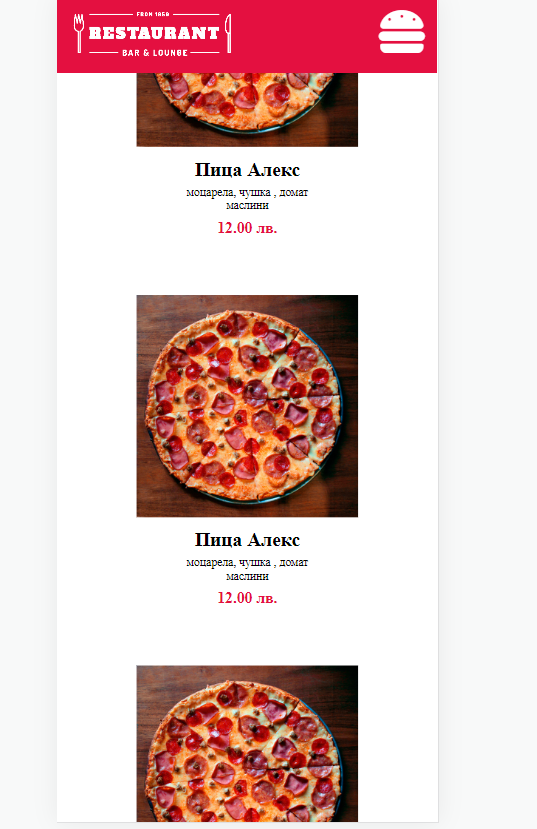 FROM 1859
RESTAURANT
BAR & LOUNGE
Пица Алекс
моцарела, чушка , домат
маслини
12.00 лв.
Пица Алекс
моцарела, чушка , домат
маслини
12.00 лв.